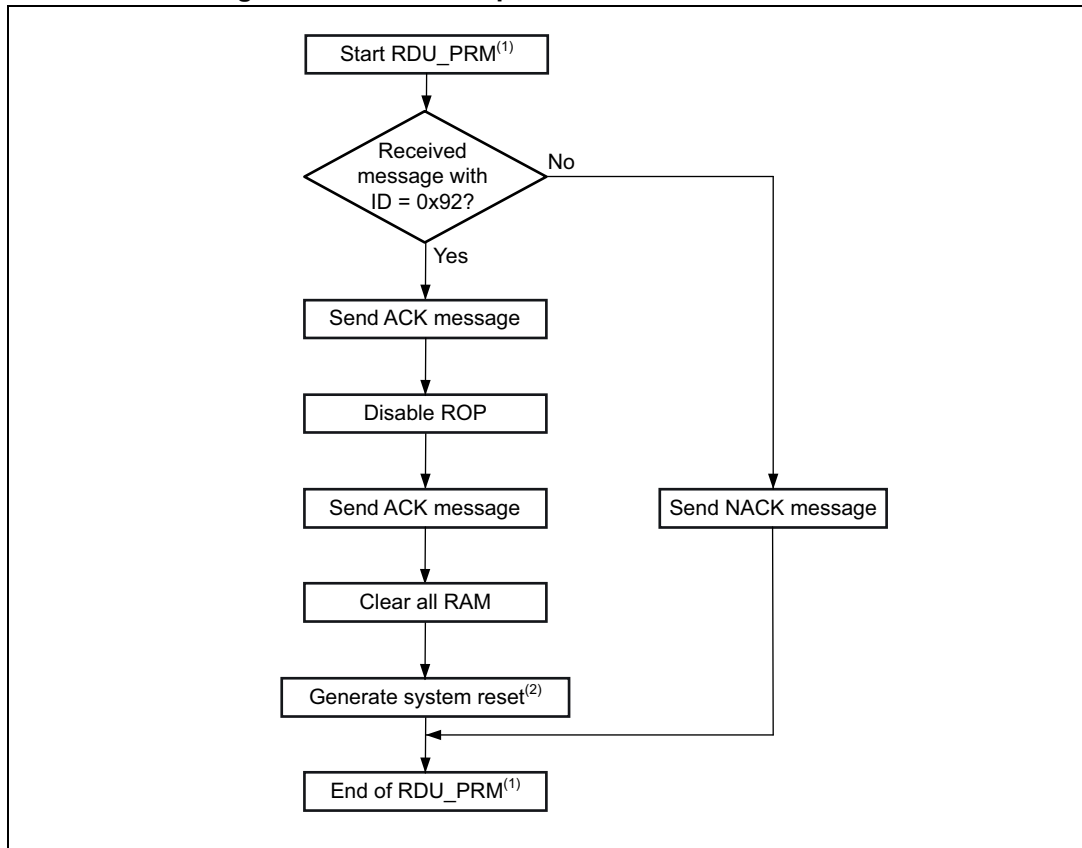 Start RDU_PRM(1)
Received
message with
ID = 0x92?
No
Yes
Send ACK message
Disable ROP
Send ACK message
Send NACK message
Clear all RAM
Generate system reset(2)
End of RDU_PRM(1)